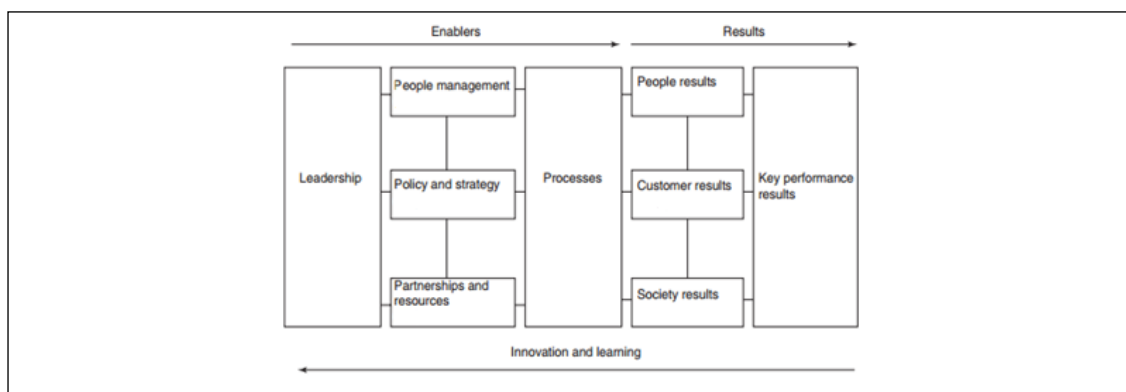 Enablers
Results
People management
People results
Leadership
Policy and strategy
Processes
Customer results
Key performance
results
Partnerships and
resources
Society results
Innovation and learning